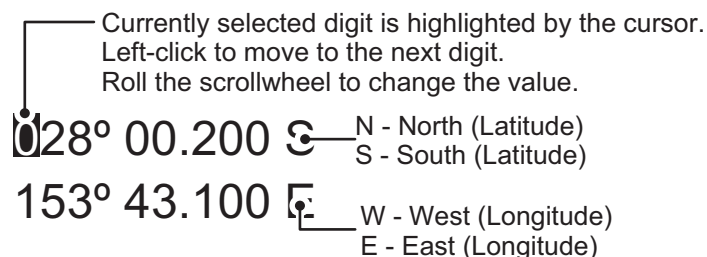 Currently selected digit is highlighted by the cursor.
Left-click to move to the next digit.
Roll the scrollwheel to change the value.
028º 00.200 S
N - North (Latitude)
S - South (Latitude)
153º 43.100 E
W - West (Longitude)
E - East (Longitude)